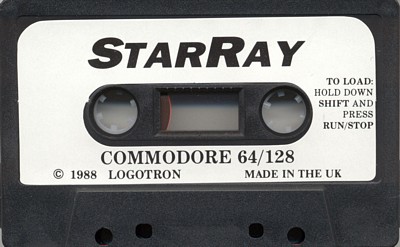 STARRAY
TO LOAD:
HOLD DOWN
SHIFT AND
PRESS
RUN/STOP
COMMODORE 64/128
© 1988 LOGOTRON MADE IN THE UK